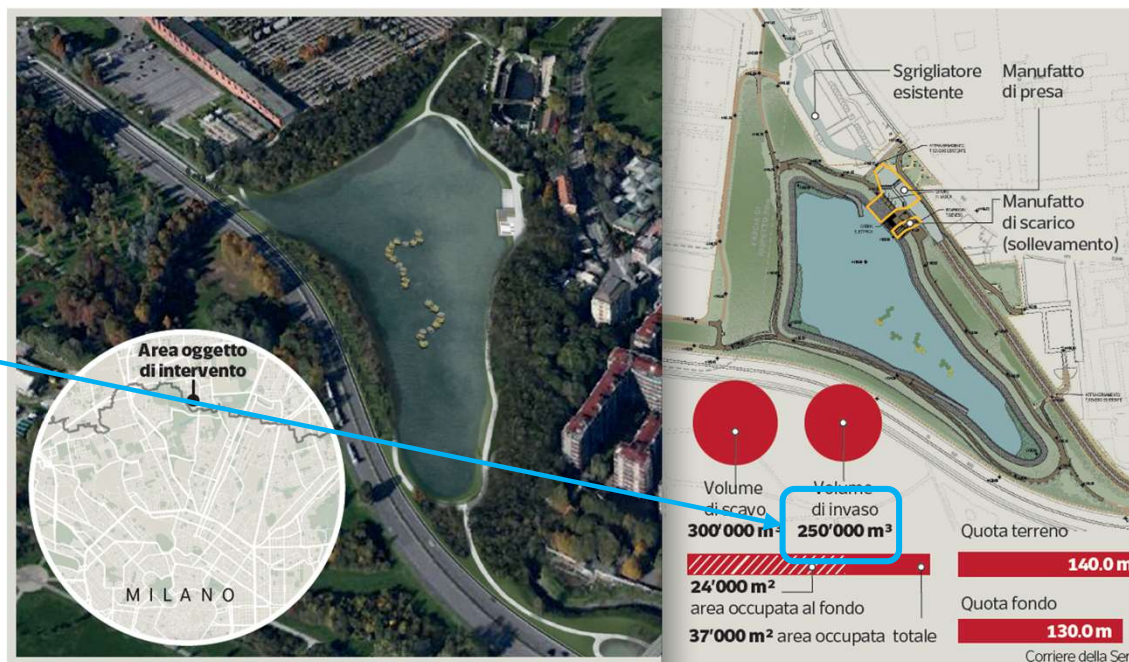 Area oggetto
di intervento
MILANO
Sgrigliatore
esistente
Manufatto
di presa
Manufatto
di scarico
(sollevamento)
Volume
di scavo
300'000 m³
Volume
di invaso
250'000 m³
24'000 m²
area occupata al fondo
37'000 m² area occupata totale
Quota terreno
140.0 m
Quota fondo
130.0 m
Corriere della Ser